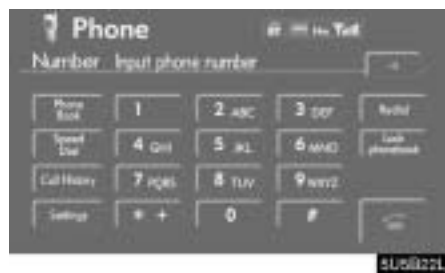 Phone
Number Input phone number
Phone Book 1 2 ABC 3 DEF Redial
Speed Dial 4 GHI 5 JKL 6 MNO Lock phonebook
Call History 7 PQRS 8 TUV 9 WXYZ
Settings * + 0 #